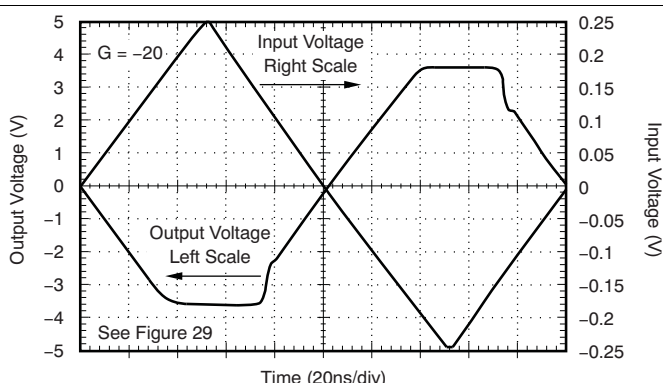 Output Voltage (V)
5
4
3
2
1
0
−1
−2
−3
−4
−5
G = −20
Input Voltage
Right Scale
Output Voltage
Left Scale
See Figure 29
0.25
0.2
0.15
0.1
0.05
0
−0.05
−0.1
−0.15
−0.2
−0.25
Input Voltage (V)
Time (20ns/div)